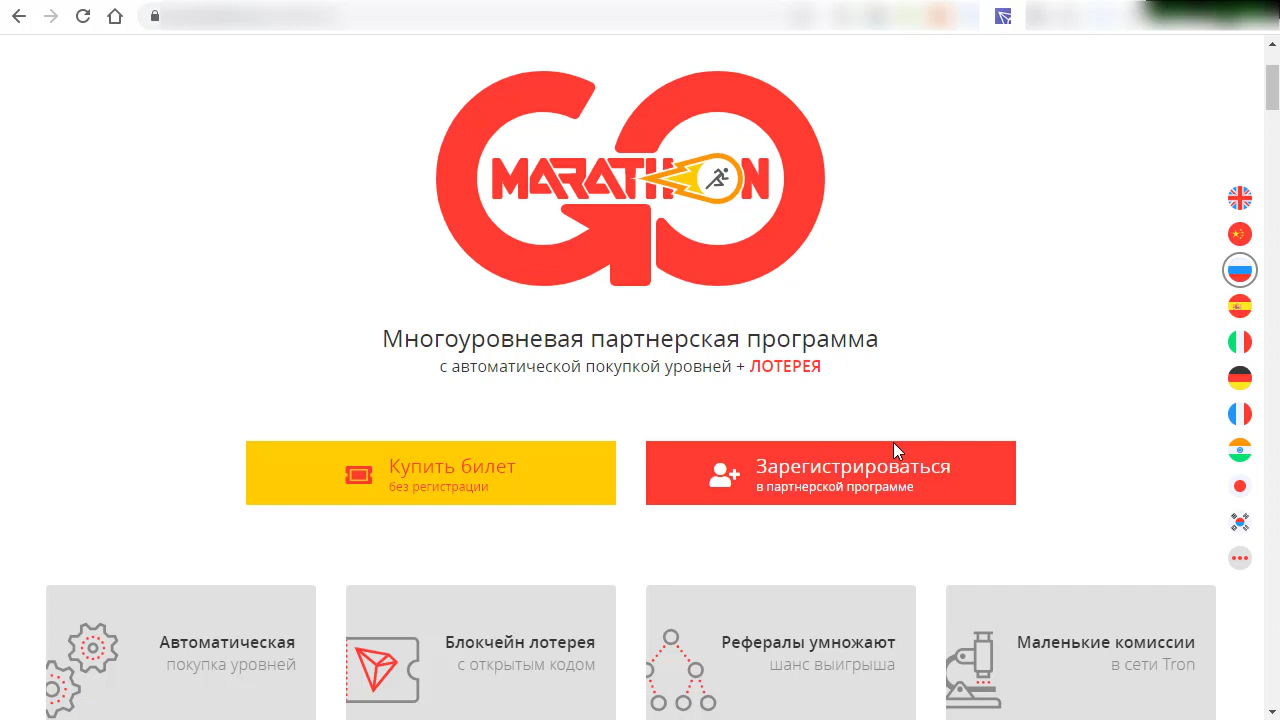 GO
MARATHON
Многоуровневая партнерская программа
с автоматической покупкой уровней + ЛОТЕРЕЯ
Купить билет
без регистрации
Зарегистрироваться
в партнерской программе
Автоматическая
покупка уровней
Блокчейн лотерея
с открытым кодом
Рефералы умножают
шанс выигрыша
Маленькие комиссии
в сети Tron